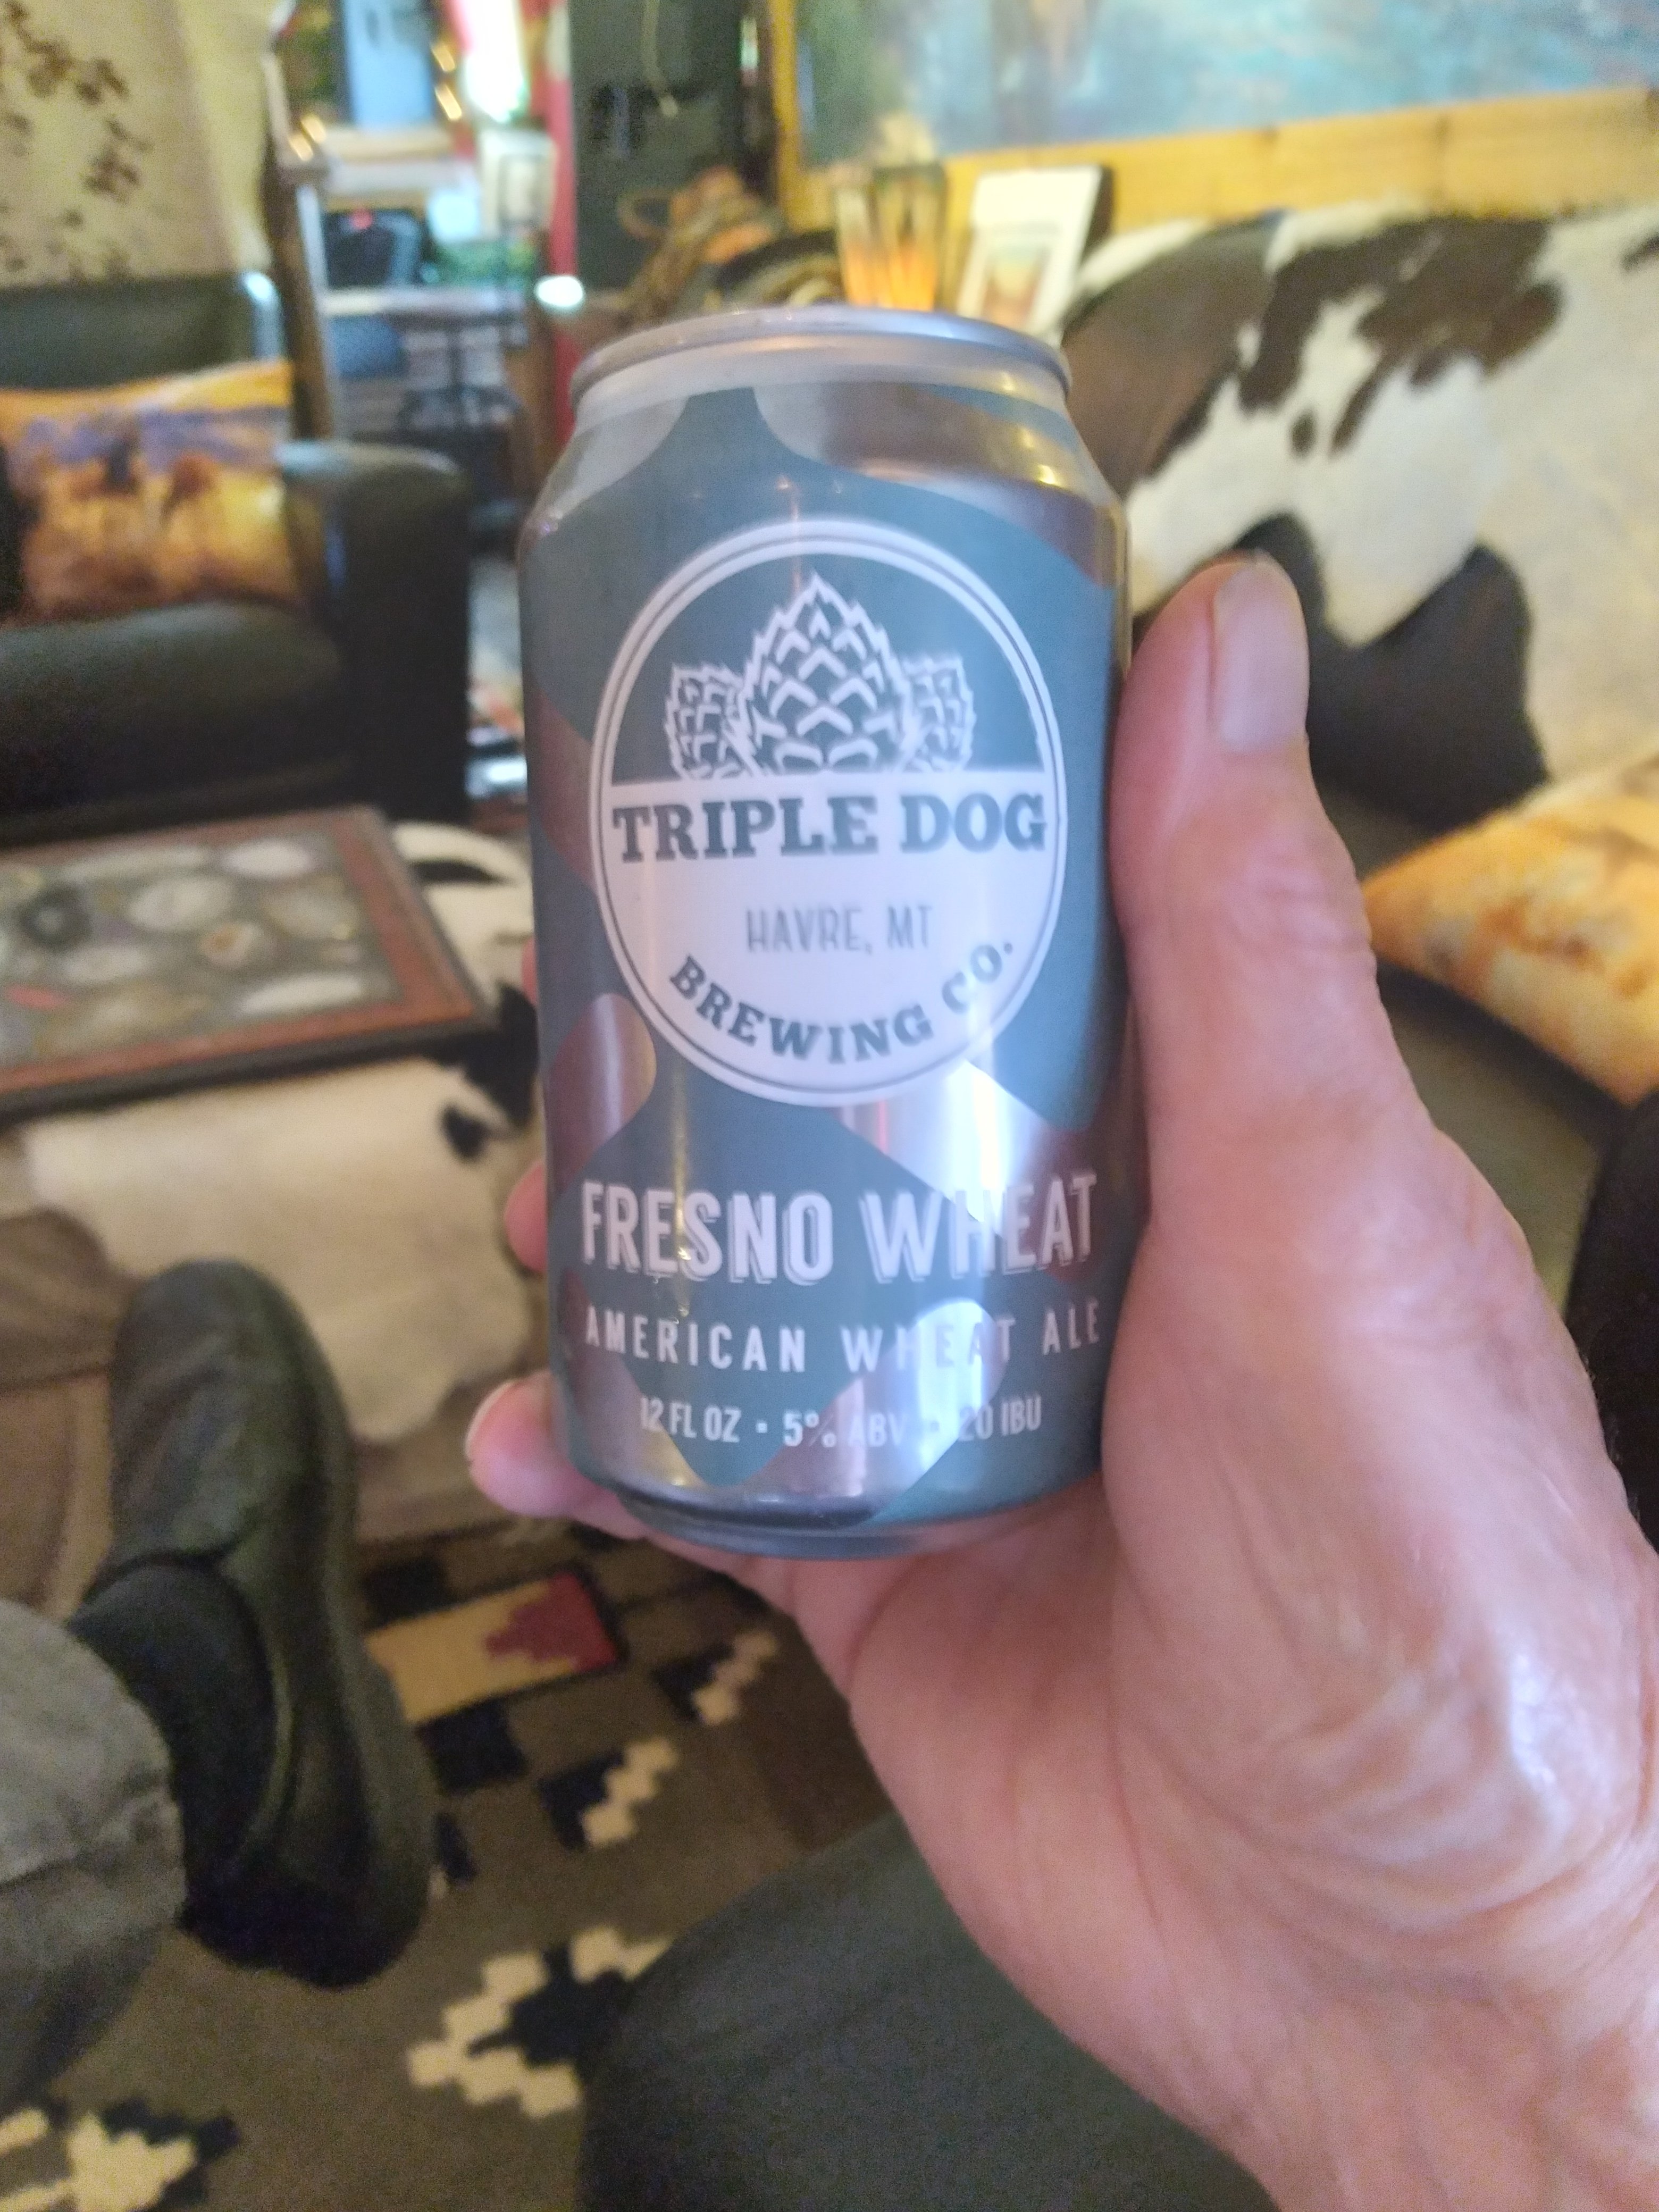 TRIPLE DOG
HAVRE, MT
BREWING CO.
FRESNO WHEAT
AMERICAN WHEAT ALE
12 FL OZ · 5% ABV · 20 IBU